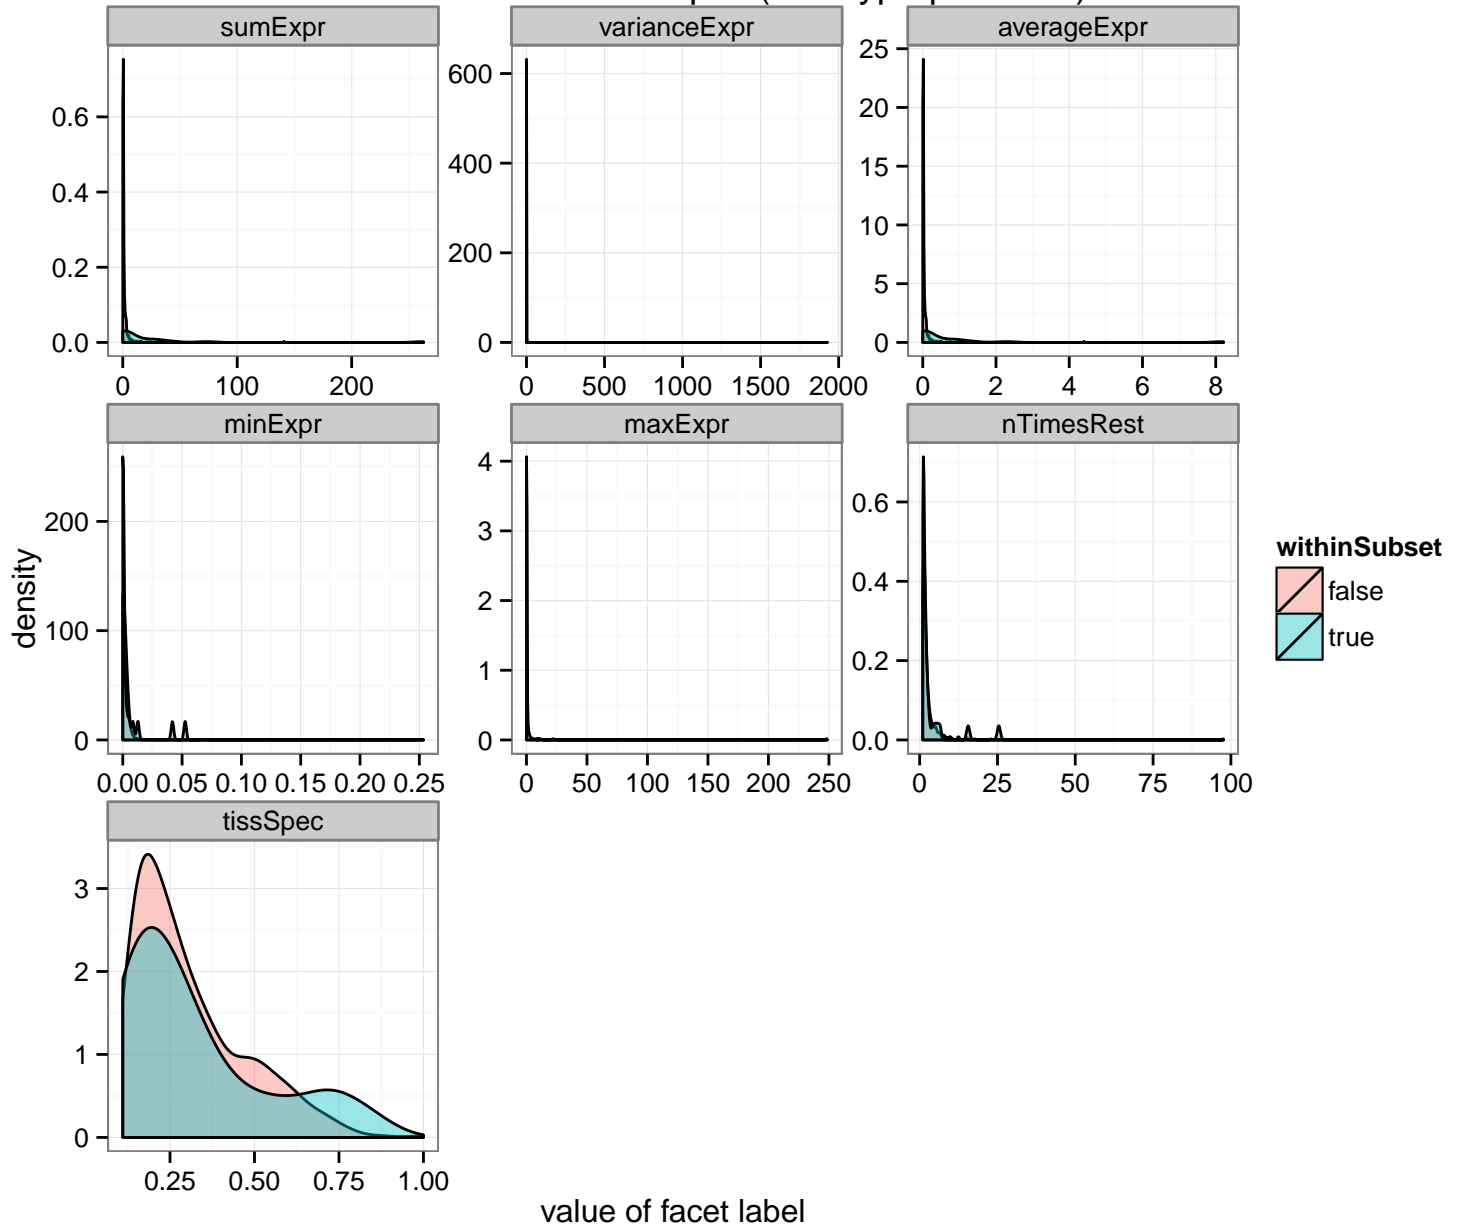 sumExpr varianceExpr averageExpr
0.6
0.4
0.2
0.0
0 100 200
600
400
200
0
0 500 1000 1500 2000
25
20
15
10
5
0
0 2 4 6 8
minExpr maxExpr nTimesRest
200
100
0
0.00 0.05 0.10 0.15 0.20 0.25
4
3
2
1
0
0 50 100 150 200 250
0.6
0.4
0.2
0.0
0 25 50 75 100
tissSpec
3
2
1
0
0.25 0.50 0.75 1.00
density
value of facet label
withinSubset
false
true